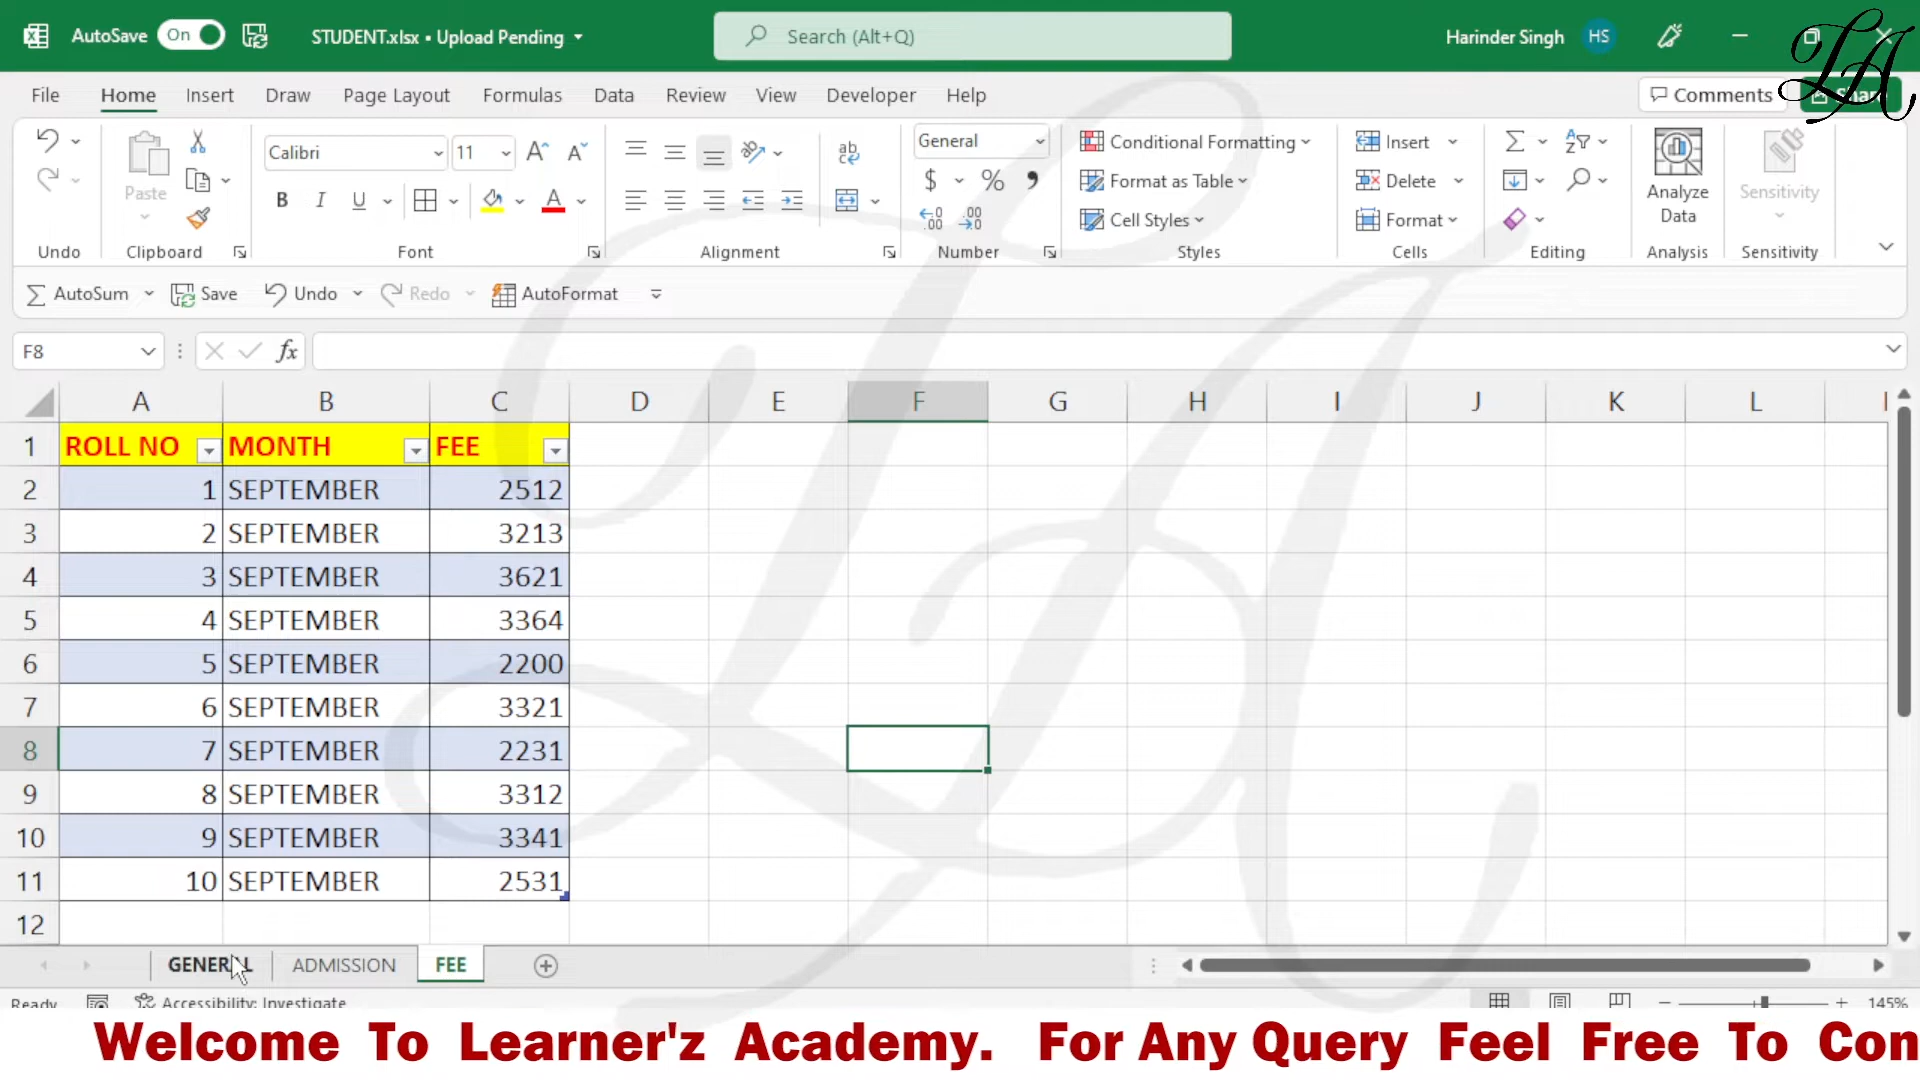 AutoSave On STUDENT.xlsx • Upload Pending Search (Alt+Q) Harinder Singh HS LA
File Home Insert Draw Page Layout Formulas Data Review View Developer Help Comments Share
Paste Calibri 11 General Conditional Formatting Insert
$ % Format as Table Delete Analyze Data Sensitivity
B I U A Cell Styles Format
Undo Clipboard Font Alignment Number Styles Cells Editing Analysis Sensitivity
AutoSum Save Undo Redo AutoFormat
F8 fx
A B C D E F G H I J K L
1 ROLL NO MONTH FEE
2 1 SEPTEMBER 2512
3 2 SEPTEMBER 3213
4 3 SEPTEMBER 3621
5 4 SEPTEMBER 3364
6 5 SEPTEMBER 2200
7 6 SEPTEMBER 3321
8 7 SEPTEMBER 2231
9 8 SEPTEMBER 3312
10 9 SEPTEMBER 3341
11 10 SEPTEMBER 2531
12
GENERAL ADMISSION FEE
Ready Accessibility: Investigate 145%
Welcome To Learner'z Academy. For Any Query Feel Free To Con